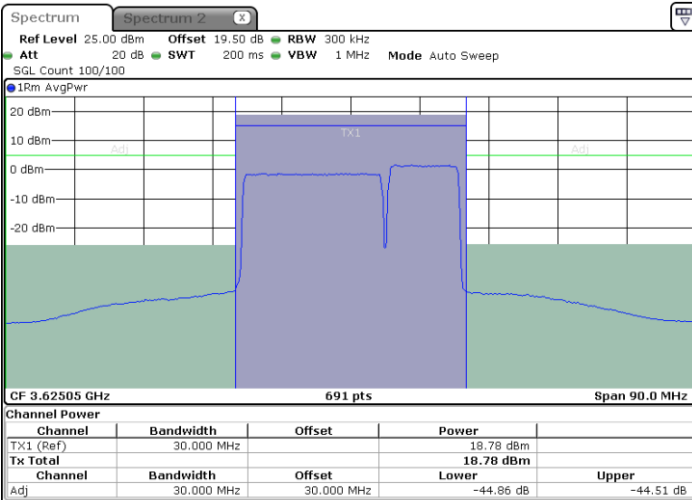 Spectrum Spectrum 2 X
Ref Level 25.00 dBm Offset 19.50 dB RBW 300 kHz
Att 20 dB SWT 200 ms VBW 1 MHz Mode Auto Sweep
SGL Count 100/100
1Rm AvgPwr
20 dBm
TX1
10 dBm
Adj Adj
0 dBm
-10 dBm
-20 dBm
CF 3.62505 GHz 691 pts Span 90.0 MHz
Channel Power
Channel Bandwidth Offset Power
TX1 (Ref) 30.000 MHz 18.78 dBm
Tx Total 18.78 dBm
Channel Bandwidth Offset Lower Upper
Adj 30.000 MHz 30.000 MHz -44.86 dB -44.51 dB